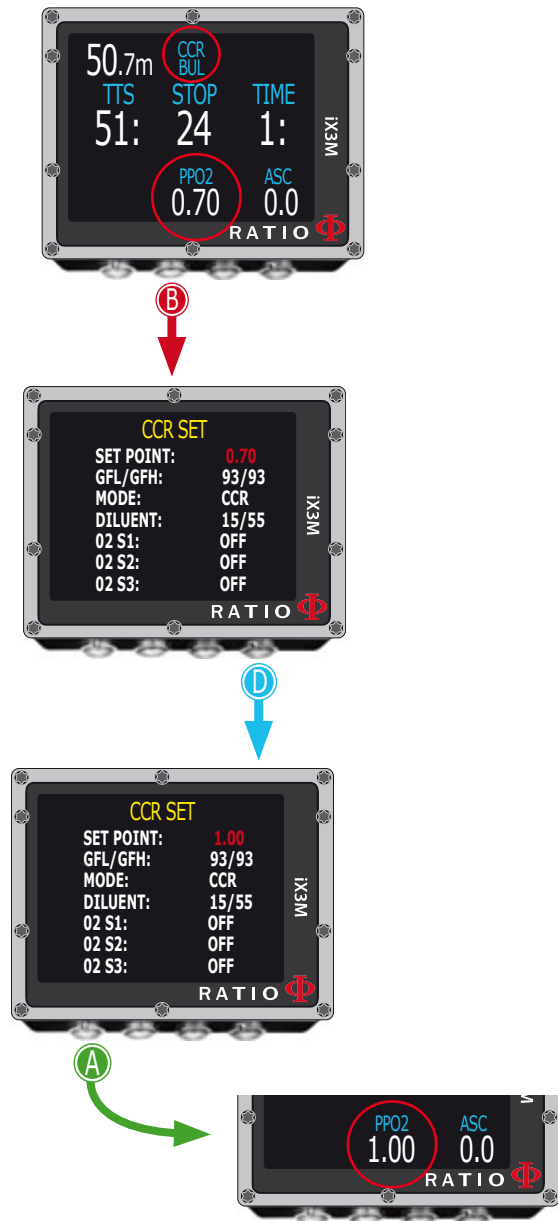 50.7m CCR
BUL
TTS STOP TIME
51: 24 1:
PPO2 ASC
0.70 0.0
iX3M
RATIO
B
CCR SET
SET POINT: 0.70
GFL/GFH: 93/93
MODE: CCR
DILUENT: 15/55
02 S1: OFF
02 S2: OFF
02 S3: OFF
iX3M
RATIO
D
CCR SET
SET POINT: 1.00
GFL/GFH: 93/93
MODE: CCR
DILUENT: 15/55
02 S1: OFF
02 S2: OFF
02 S3: OFF
iX3M
RATIO
A
M
PPO2 ASC
1.00 0.0
RATIO